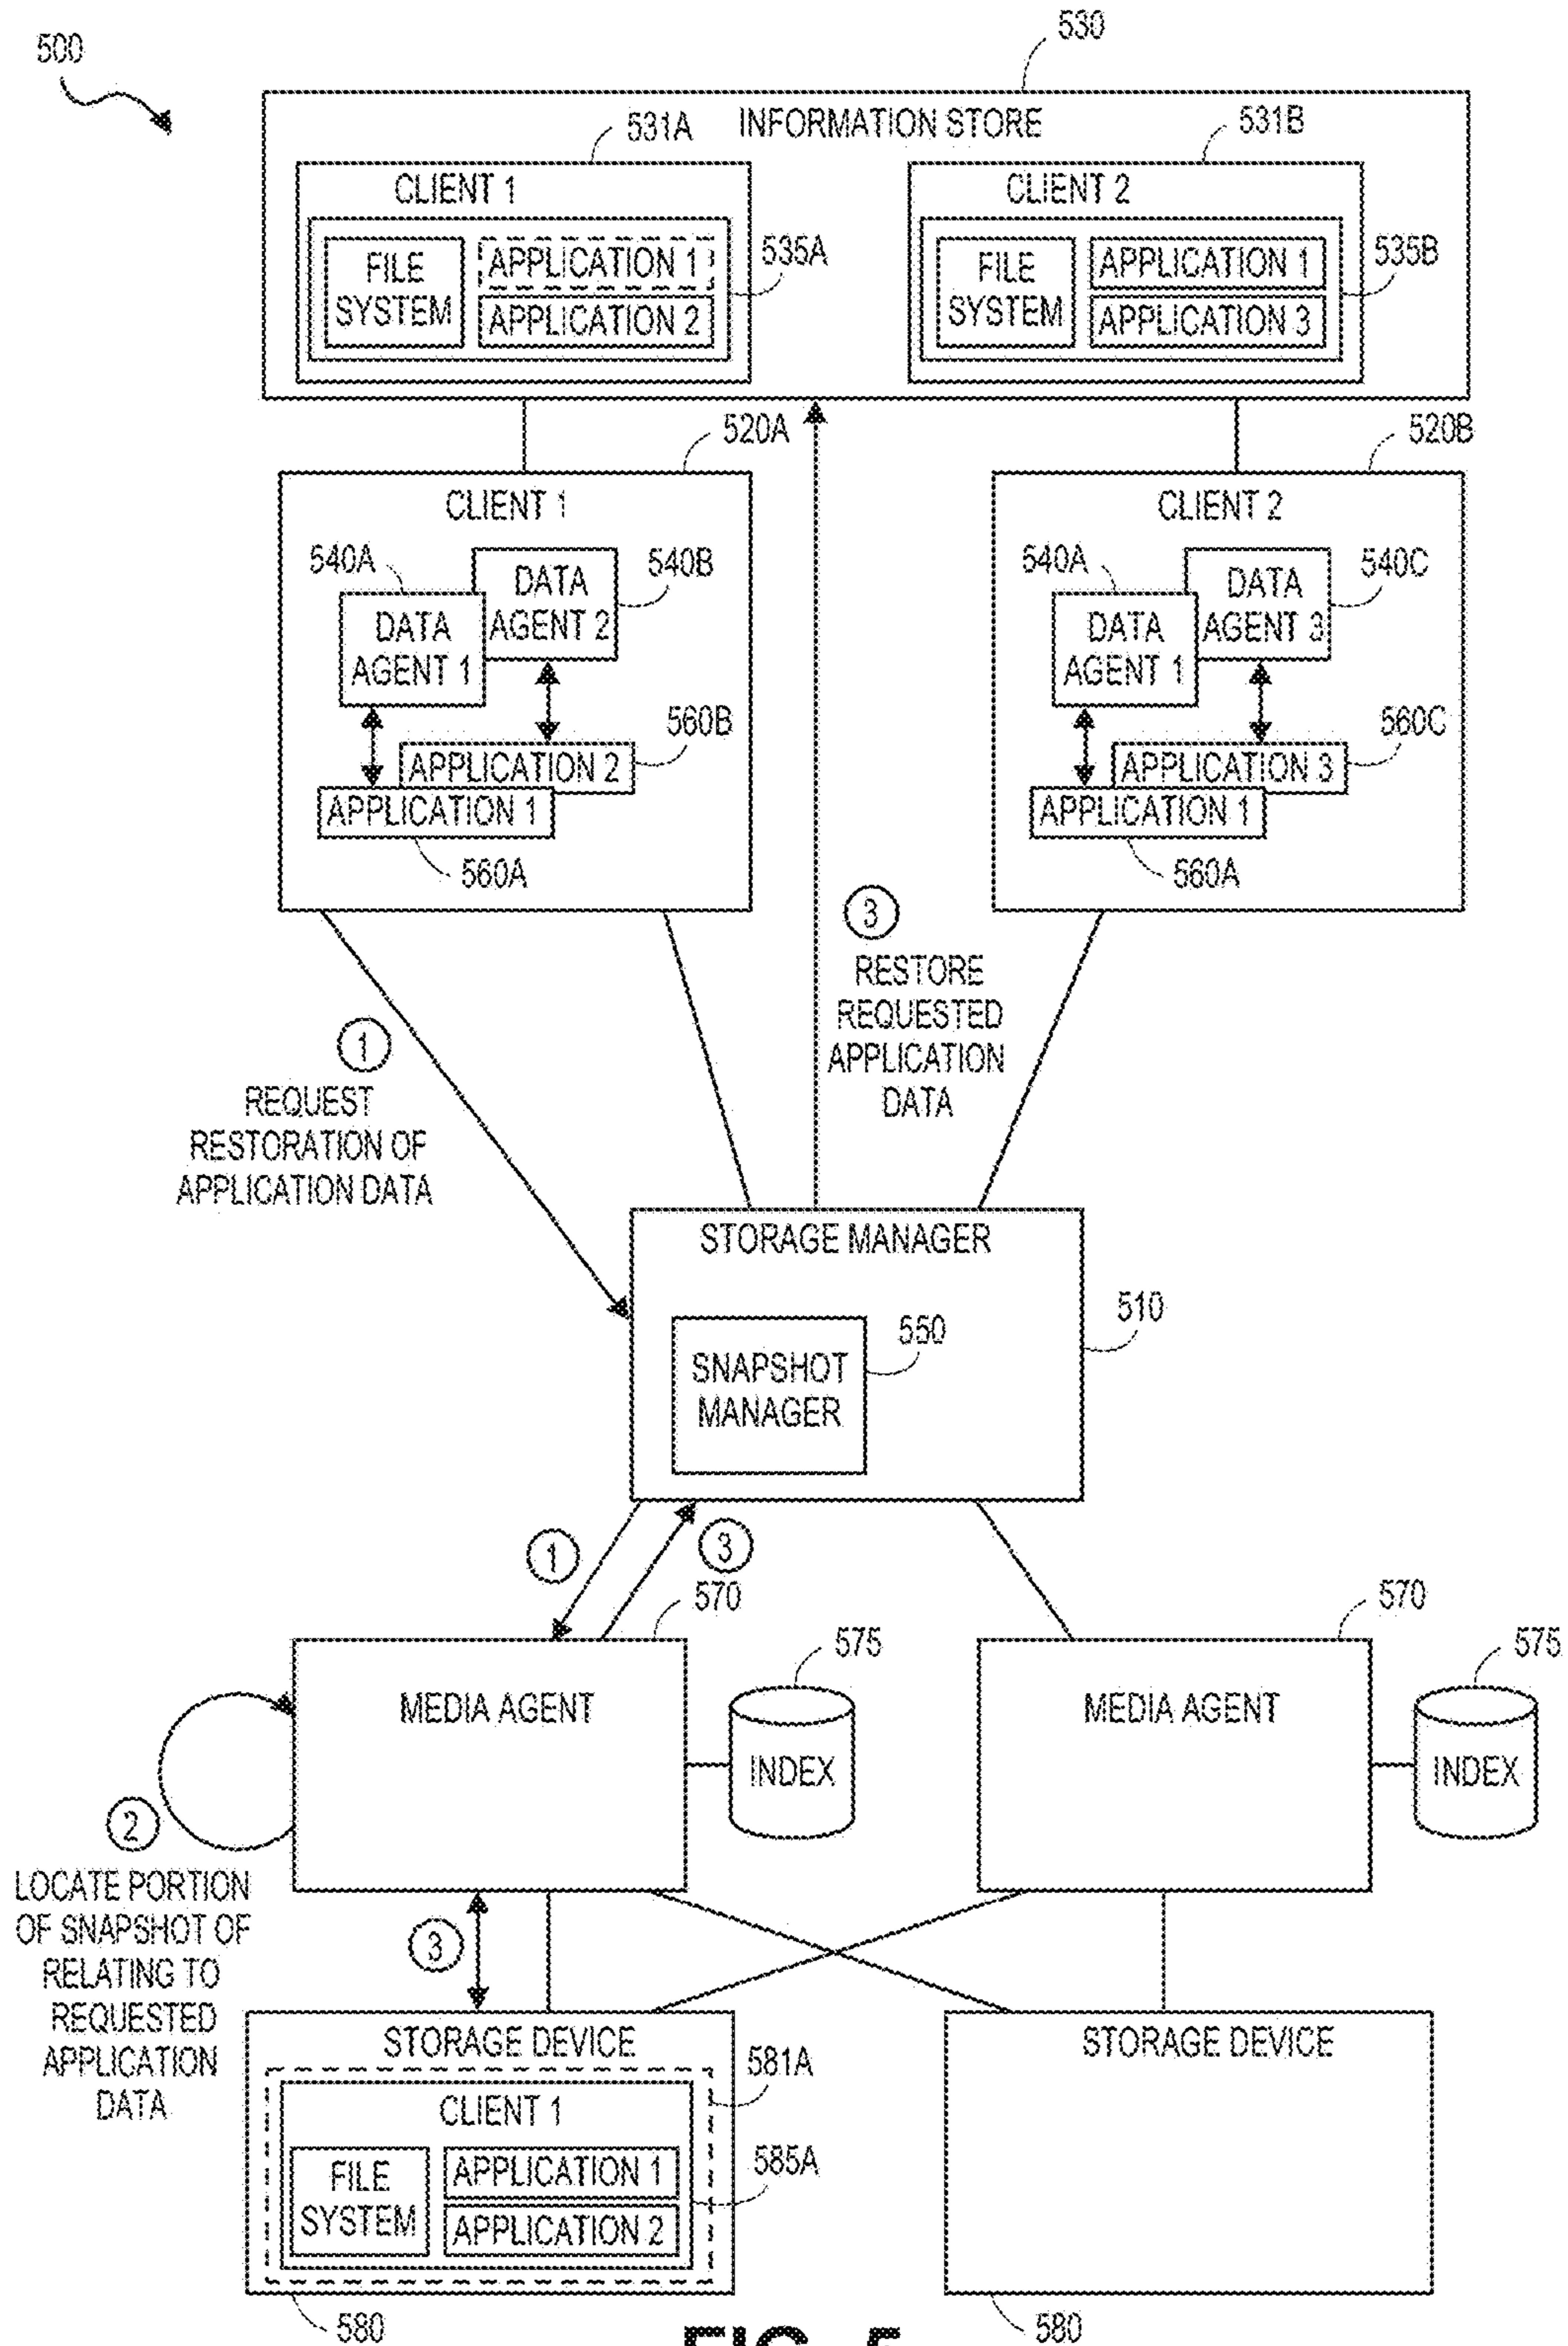 500
530
INFORMATION STORE
531A
531B
CLIENT 1
CLIENT 2
FILE
SYSTEM
APPLICATION 1
APPLICATION 2
535A
FILE
SYSTEM
APPLICATION 1
APPLICATION 3
535B
520A
520B
CLIENT 1
540A
DATA
AGENT 1
DATA
AGENT 2
540B
560B
APPLICATION 2
APPLICATION 1
560A
CLIENT 2
540A
DATA
AGENT 1
DATA
AGENT 3
540C
560C
APPLICATION 3
APPLICATION 1
560A
3
RESTORE
REQUESTED
APPLICATION
DATA
1
REQUEST
RESTORATION OF
APPLICATION DATA
STORAGE MANAGER
510
550
SNAPSHOT
MANAGER
1
3
570
570
MEDIA AGENT
575
INDEX
MEDIA AGENT
575
INDEX
2
LOCATE PORTION
OF SNAPSHOT OF
RELATING TO
REQUESTED
APPLICATION
DATA
3
STORAGE DEVICE
581A
CLIENT 1
FILE
SYSTEM
APPLICATION 1
APPLICATION 2
585A
580
STORAGE DEVICE
580
FIG. 5